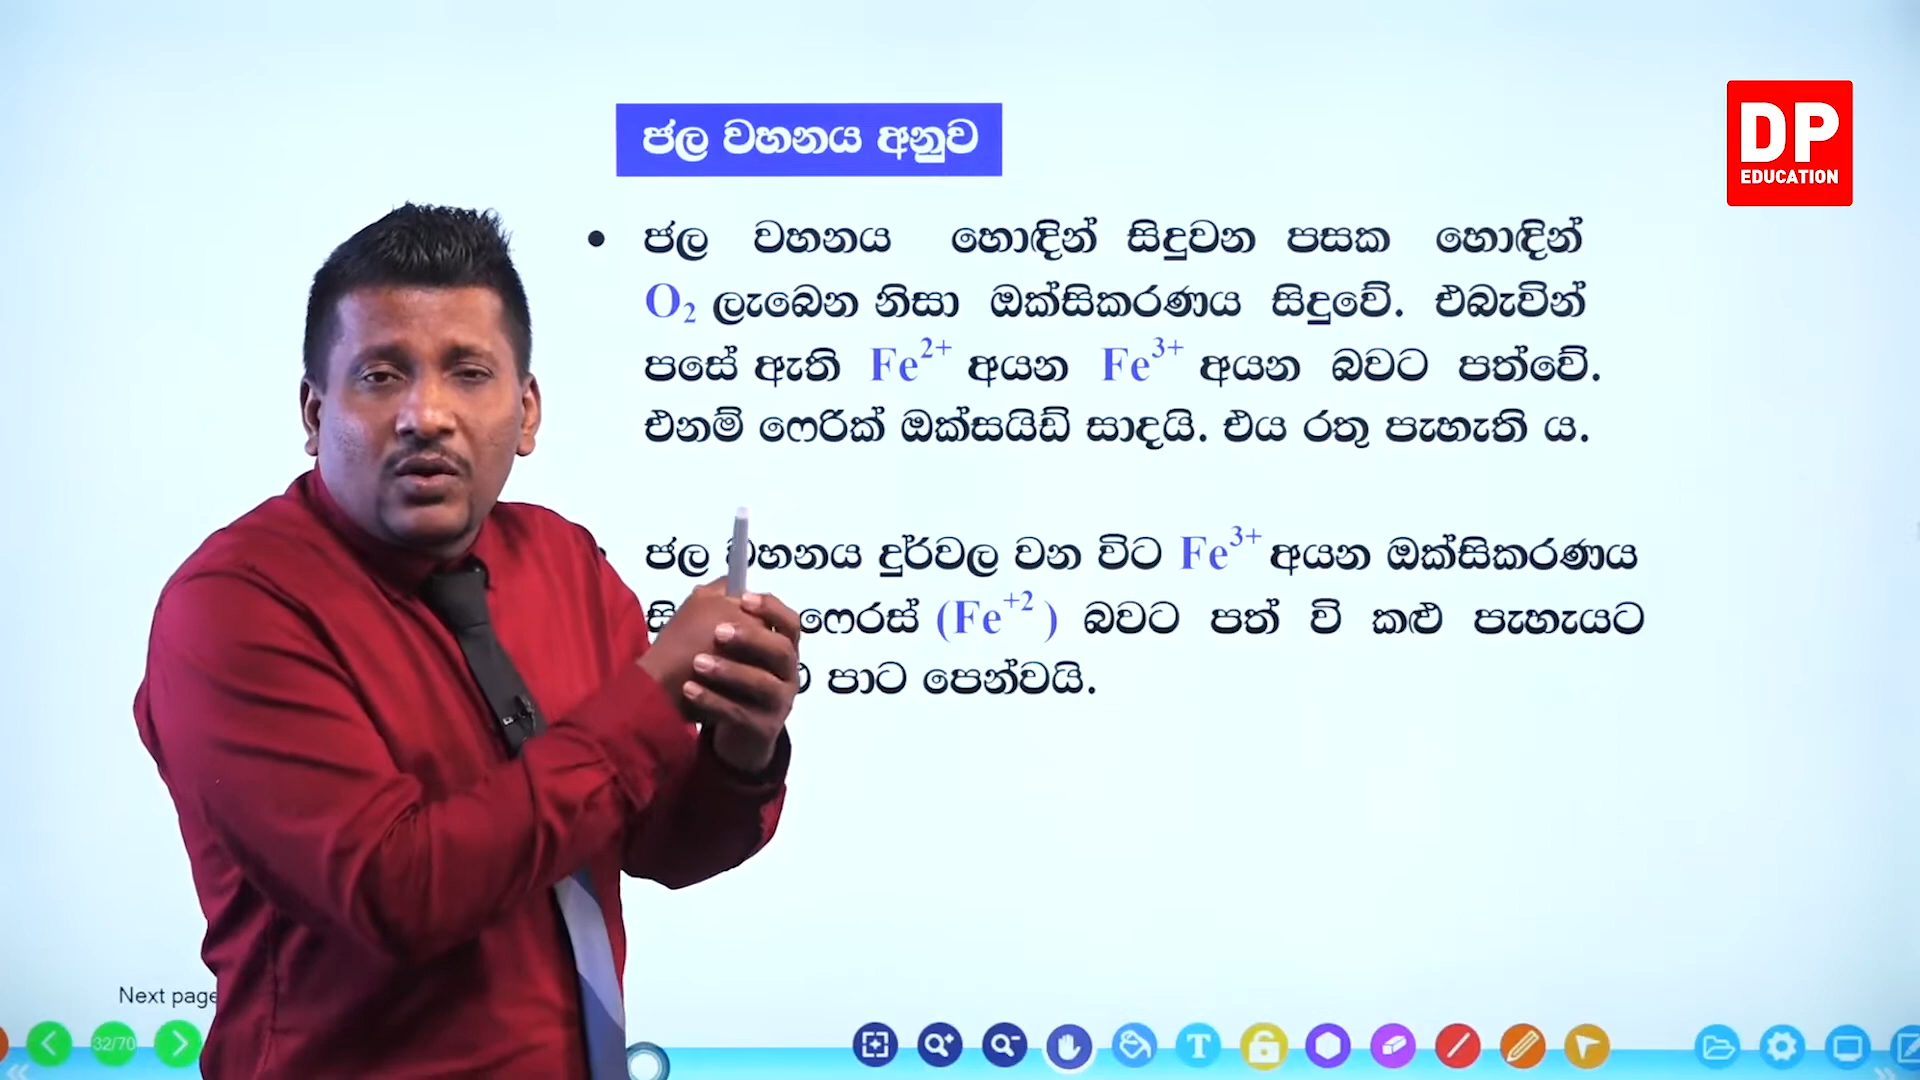 ජල වහනය අනුව
DP
EDUCATION
• ජල වහනය හොඳින් සිදුවන පසක හොඳින්
O₂ ලැබෙන නිසා ඔක්සිකරණය සිදුවේ. එබැවින්
පසේ ඇති Fe²⁺ අයන Fe³⁺ අයන බවට පත්වේ.
එනම් ෆෙරික් ඔක්සයිඩ් සාදයි. එය රතු පැහැති ය.
ජල වහනය දුර්වල වන විට Fe³⁺ අයන ඔක්සිකරණය
ෆෙරස් (Fe⁺²) බවට පත් වි කළු පැහැයට
පාට පෙන්වයි.
Next page
32/70